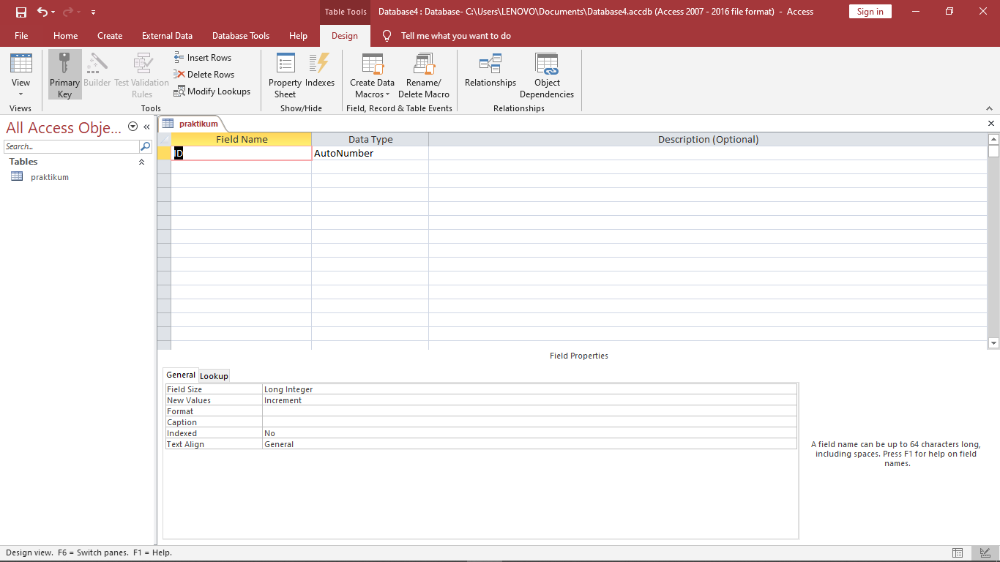 Table Tools
Database4 : Database- C:\Users\LENOVO\Documents\Database4.accdb (Access 2007 - 2016 file format) - Access
Sign in
File Home Create External Data Database Tools Help Design Tell me what you want to do
View
Primary Key
Builder
Test Validation Rules
Insert Rows
Delete Rows
Modify Lookups
Property Sheet
Indexes
Create Data Macros
Rename/ Delete Macro
Relationships
Object Dependencies
Views
Tools
Show/Hide
Field, Record & Table Events
Relationships
All Access Obje...
Search...
Tables
praktikum
praktikum
Field Name Data Type Description (Optional)
ID AutoNumber
Field Properties
General Lookup
Field Size Long Integer
New Values Increment
Format
Caption
Indexed No
Text Align General
A field name can be up to 64 characters long,
including spaces. Press F1 for help on field
names.
Design view. F6 = Switch panes. F1 = Help.